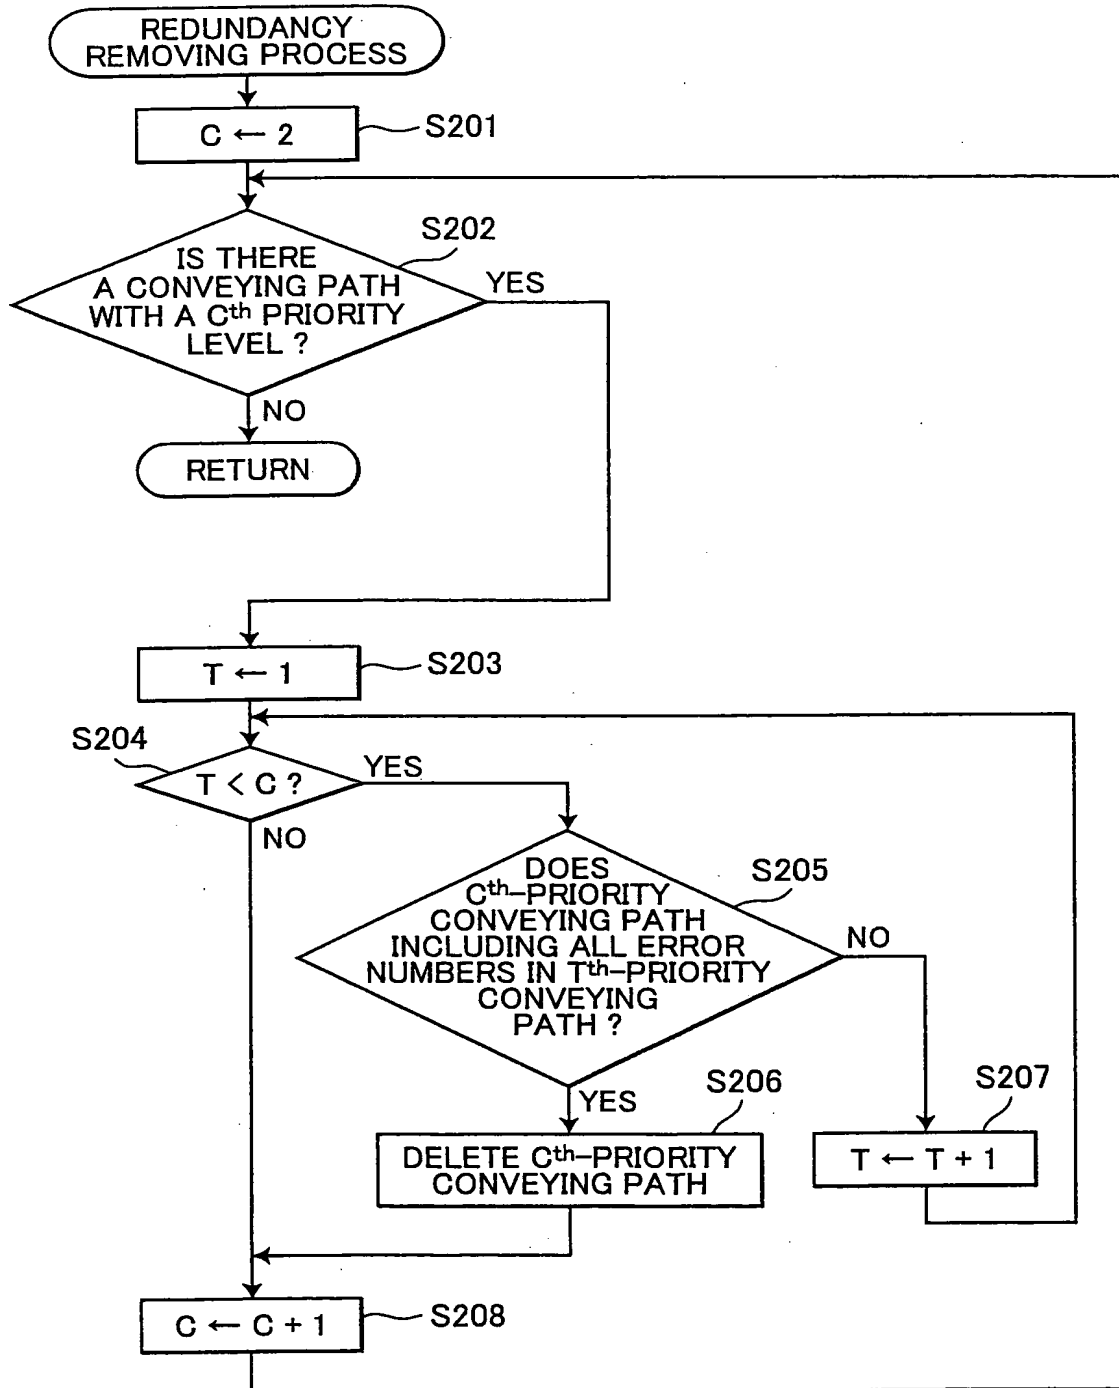 REDUNDANCY
REMOVING PROCESS
C ← 2
S201
S202
IS THERE
A CONVEYING PATH
WITH A Cth PRIORITY
LEVEL ?
YES
NO
RETURN
T ← 1
S203
S204
T < C ?
YES
NO
DOES
Cth-PRIORITY
CONVEYING PATH
INCLUDING ALL ERROR
NUMBERS IN Tth-PRIORITY
CONVEYING
PATH ?
S205
NO
YES
S206
DELETE Cth-PRIORITY
CONVEYING PATH
S207
T ← T + 1
C ← C + 1
S208